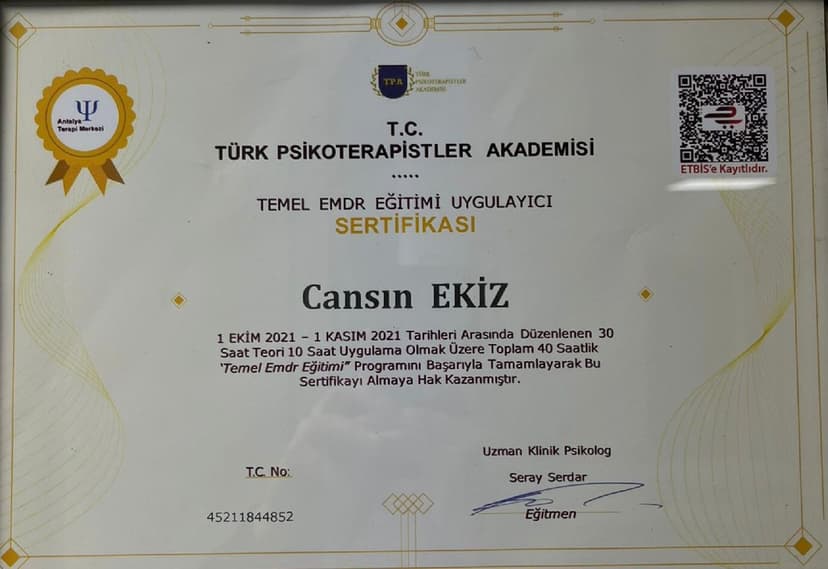 TPA
TÜRK
PSİKOTERAPİSTLER
AKADEMİSİ
Antalya
Terapi Merkezi
ETBİS'e Kayıtlıdır.
T.C.
TÜRK PSİKOTERAPİSTLER AKADEMİSİ
.....
TEMEL EMDR EĞİTİMİ UYGULAYICI
SERTİFİKASI
Cansın EKİZ
1 EKİM 2021 – 1 KASIM 2021 Tarihleri Arasında Düzenlenen 30
Saat Teori 10 Saat Uygulama Olmak Üzere Toplam 40 Saatlik
'Temel Emdr Eğitimi" Programını Başarıyla Tamamlayarak Bu
Sertifikayı Almaya Hak Kazanmıştır.
T.C. No:
45211844852
Uzman Klinik Psikolog
Seray Serdar
Eğitmen